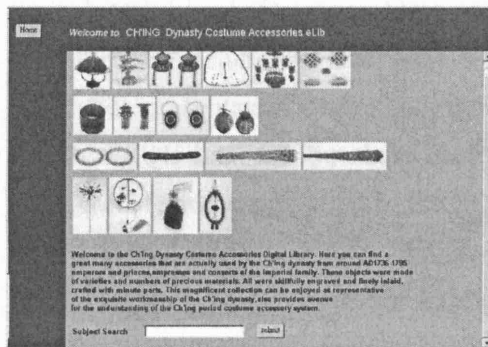 Home
Welcome to CH'ING Dynasty Costume Accessories eLib
Welcome to the Ch'ing Dynasty Costume Accessories Digital Library. Here you can find a
great many accessories that are actually used by the Ch'ing dynasty from around AD1736-1795
emperors and princes,empresses and consorts of the imperial family. These objects were made
of varieties and numbers of precious materials. All were skillfully engraved and finely inlaid,
crafted with minute parts. This magnificent collection can be enjoyed as representative
of the exquisite workmanship of the Ch'ing dynasty,also provides avenue
for the understanding of the Ch'ing period costume accessory system.
Subject Search
submit